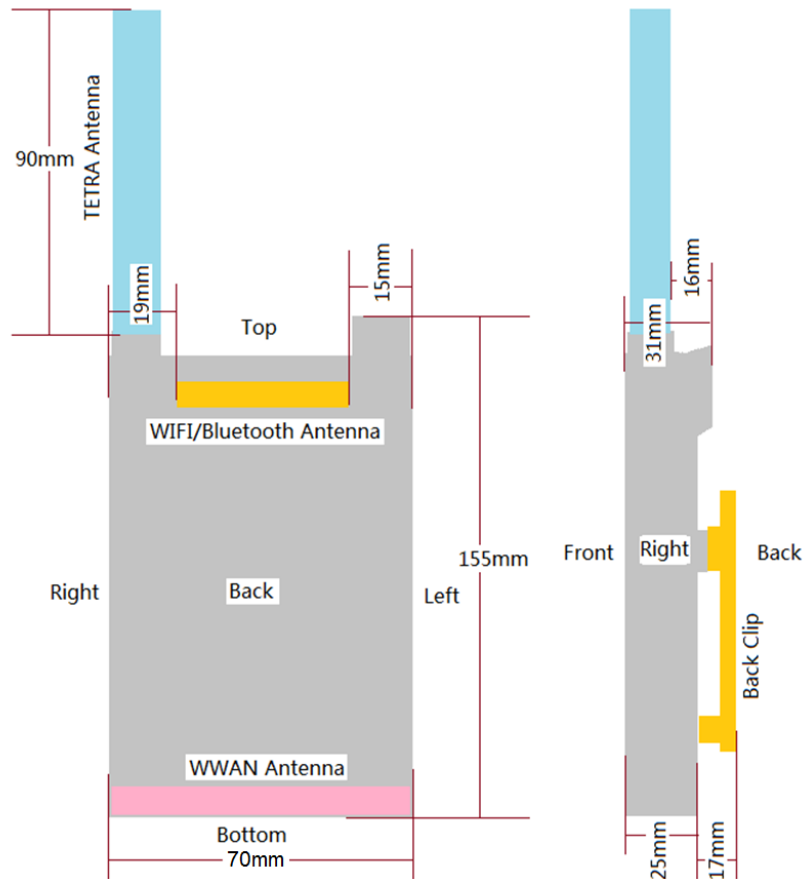 TETRA Antenna
90mm
19mm
15mm
Top
WIFI/Bluetooth Antenna
155mm
Right
Back
Left
WWAN Antenna
Bottom
70mm
16mm
31mm
Front
Right
Back
Back Clip
25mm
17mm